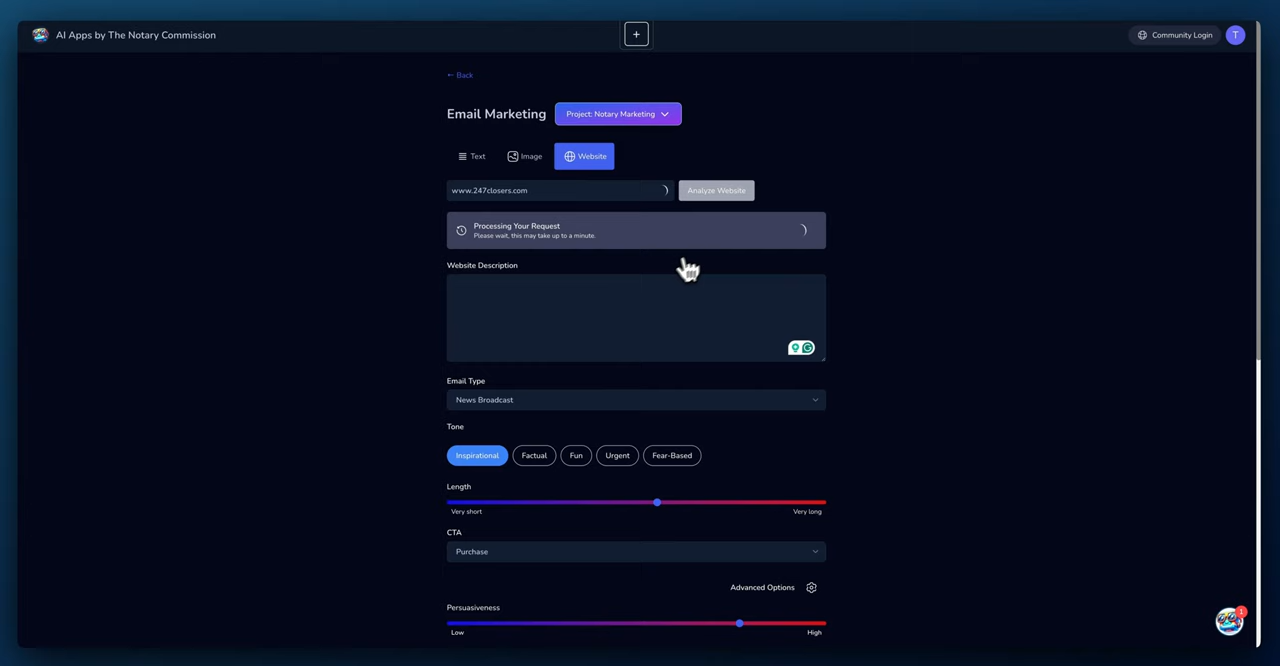 AI Apps by The Notary Commission
+
Community Login
T
← Back
Email Marketing
Project: Notary Marketing
Text
Image
Website
www.247closers.com
Analyze Website
Processing Your Request
Please wait, this may take up to a minute.
Website Description
Email Type
News Broadcast
Tone
Inspirational
Factual
Fun
Urgent
Fear-Based
Length
Very short
Very long
CTA
Purchase
Advanced Options
Persuasiveness
Low
High
1